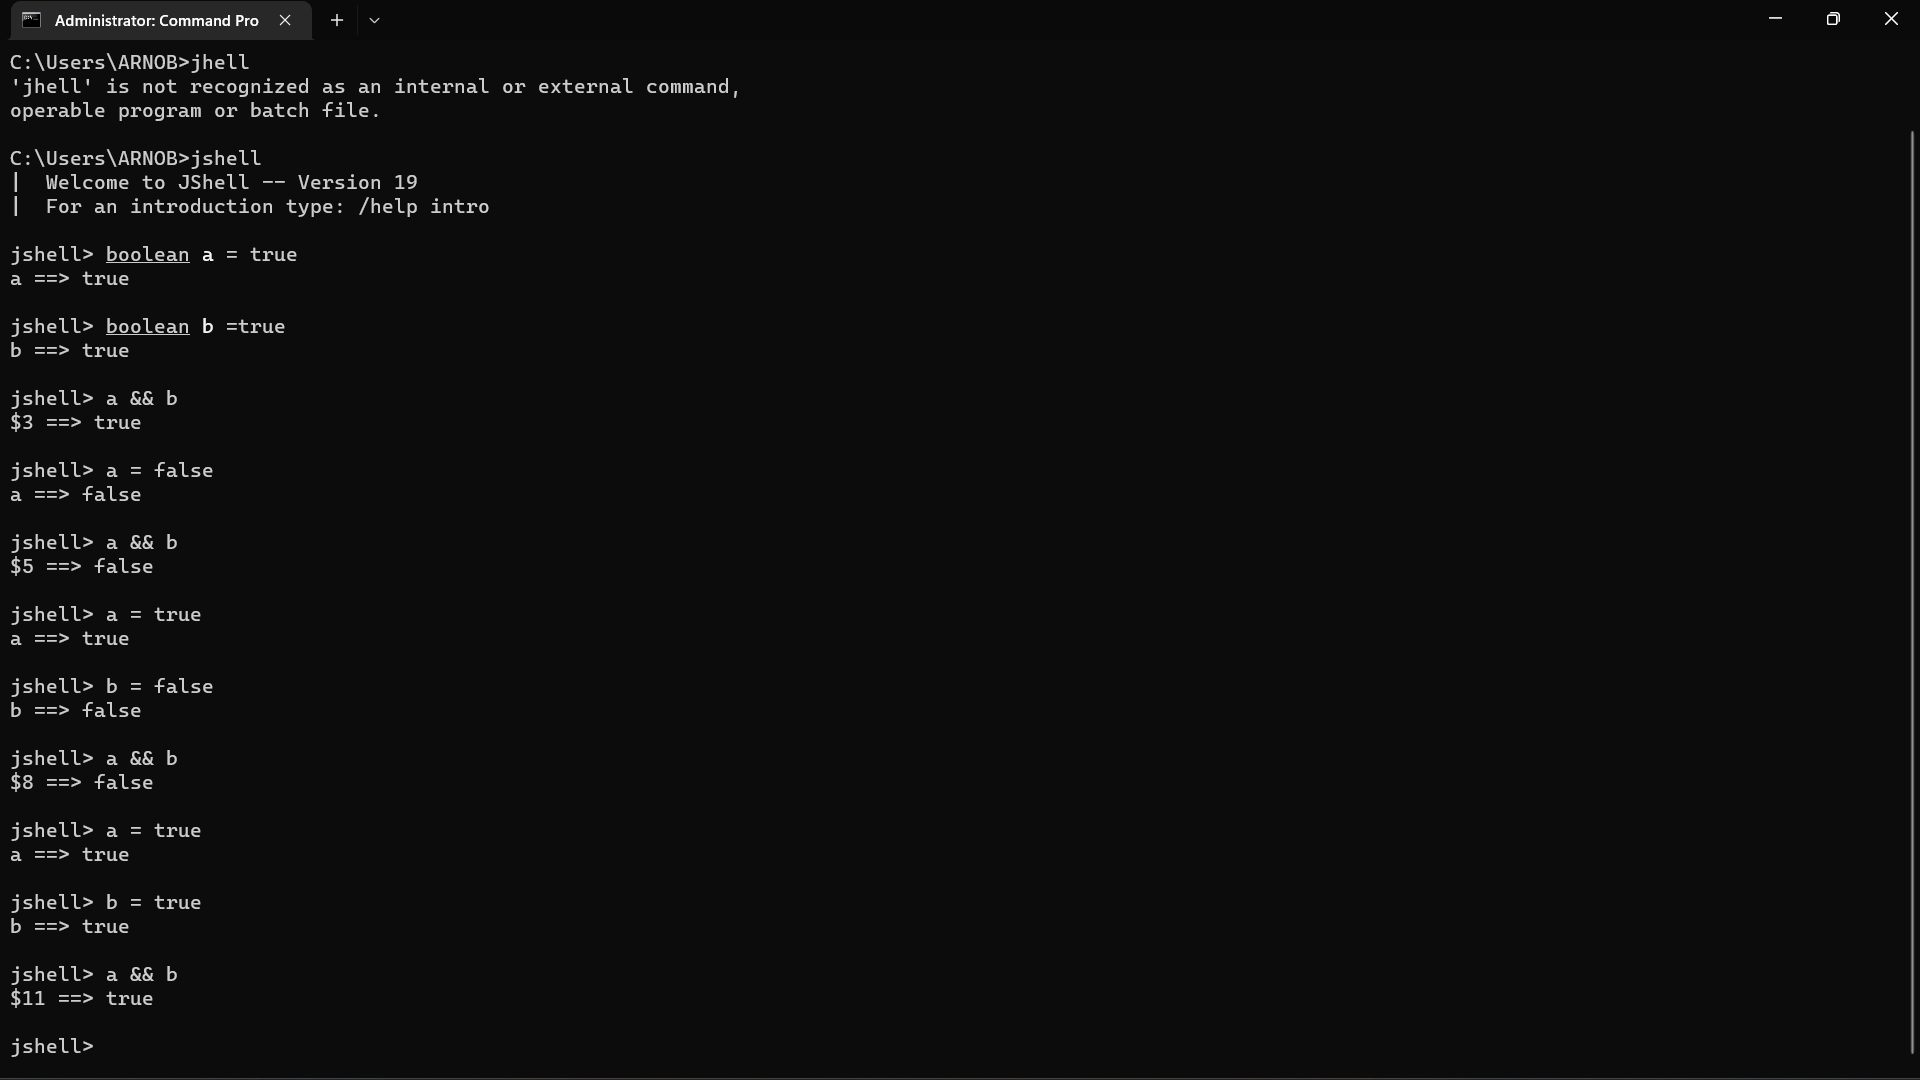 Administrator: Command Pro
C:\Users\ARNOB>jhell
'jhell' is not recognized as an internal or external command,
operable program or batch file.
C:\Users\ARNOB>jshell
|  Welcome to JShell -- Version 19
|  For an introduction type: /help intro
jshell> boolean a = true
a ==> true
jshell> boolean b =true
b ==> true
jshell> a && b
$3 ==> true
jshell> a = false
a ==> false
jshell> a && b
$5 ==> false
jshell> a = true
a ==> true
jshell> b = false
b ==> false
jshell> a && b
$8 ==> false
jshell> a = true
a ==> true
jshell> b = true
b ==> true
jshell> a && b
$11 ==> true
jshell>